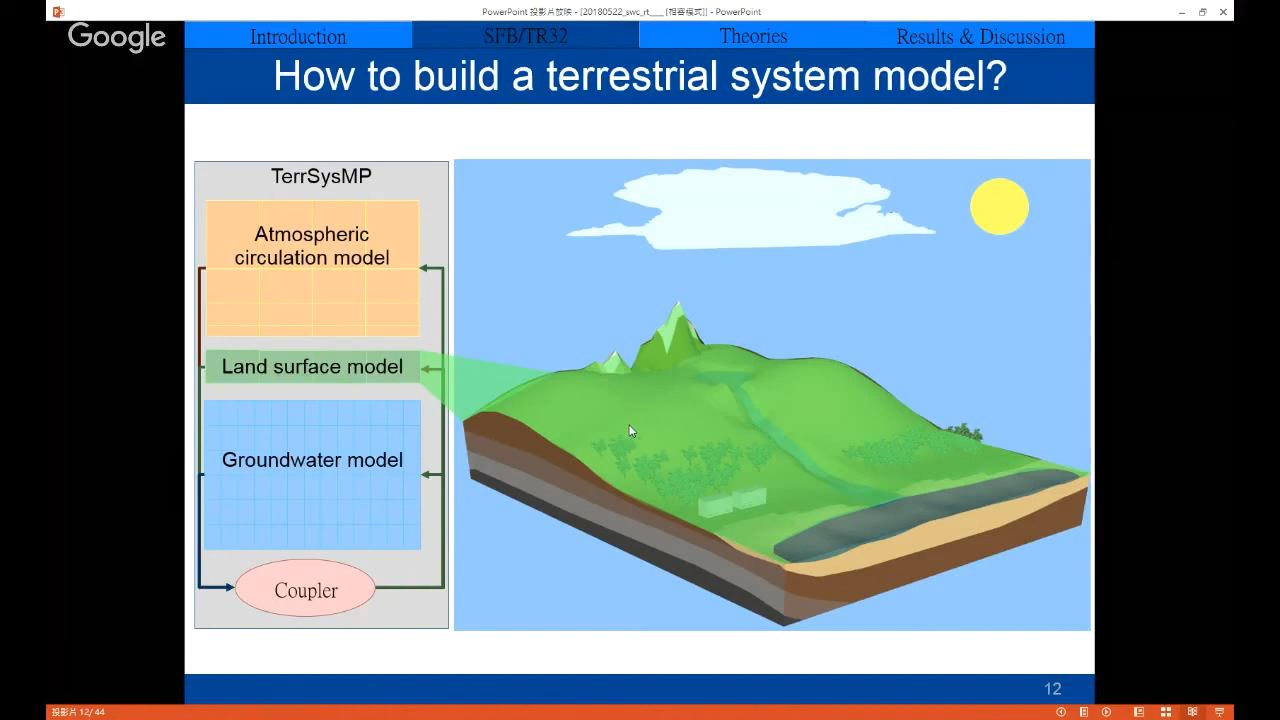 PowerPoint 投影片放映 - [20180522_swc_rt___ [相容模式]] - PowerPoint
Google
Introduction
SFB/TR32
Theories
Results & Discussion
How to build a terrestrial system model?
TerrSysMP
Atmospheric
circulation model
Land surface model
Groundwater model
Coupler
12
投影片 12/44